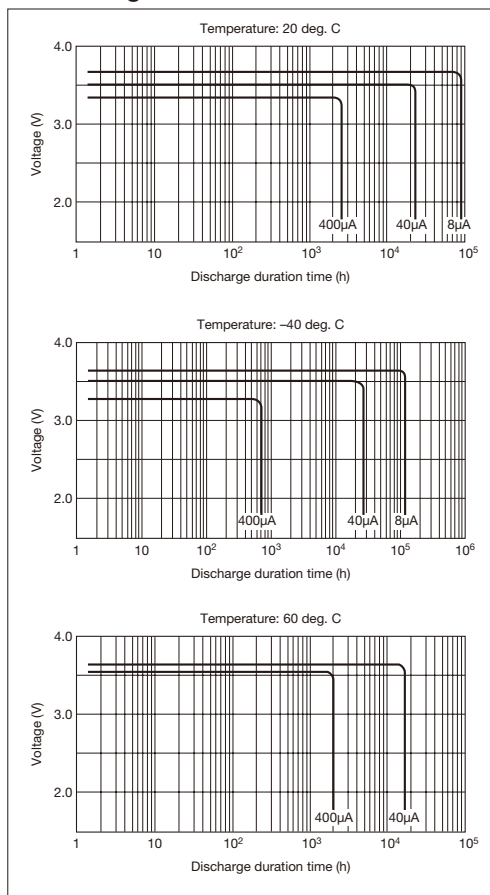 Temperature: 20 deg. C
4.0
3.0
2.0
Voltage (V)
400μA
40μA
8μA
1
10
10²
10³
10⁴
10⁵
Discharge duration time (h)
Temperature: –40 deg. C
4.0
3.0
2.0
Voltage (V)
400μA
40μA
8μA
1
10
10²
10³
10⁴
10⁵
10⁶
Discharge duration time (h)
Temperature: 60 deg. C
4.0
3.0
2.0
Voltage (V)
400μA
40μA
1
10
10²
10³
10⁴
10⁵
Discharge duration time (h)